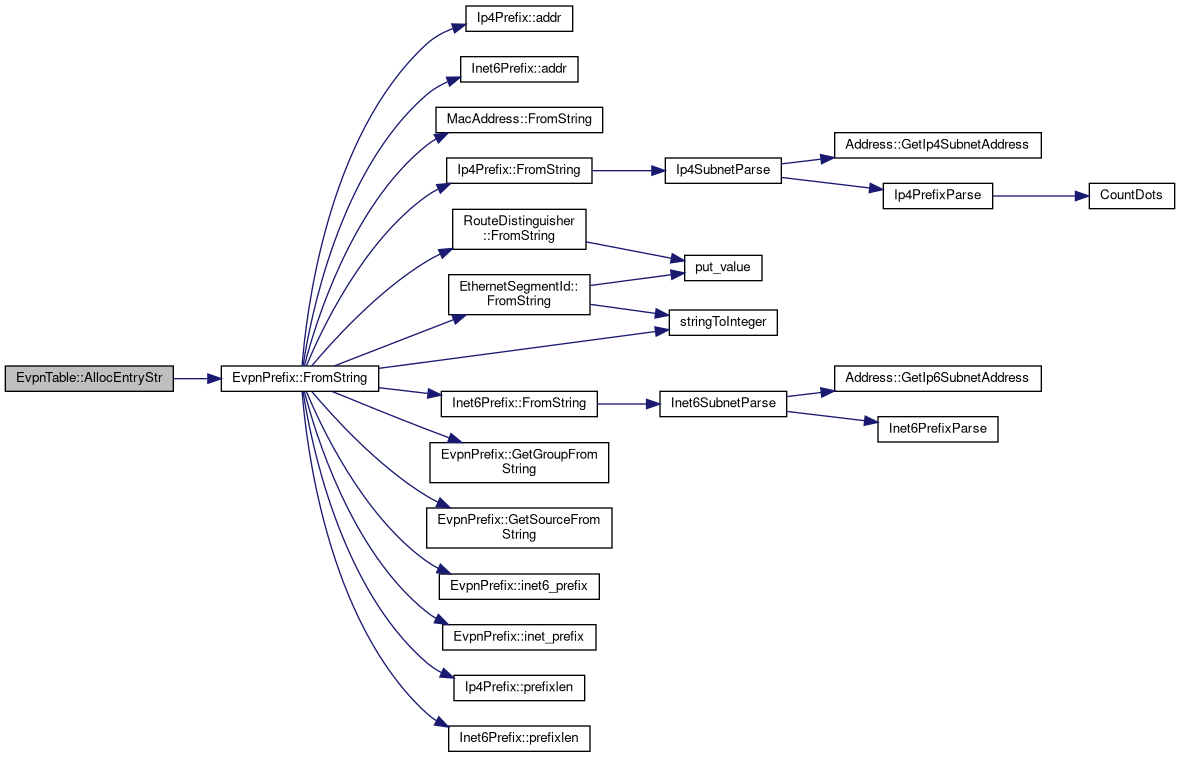 Ip4Prefix::addr
Inet6Prefix::addr
MacAddress::FromString
Address::GetIp4SubnetAddress
Ip4Prefix::FromString
Ip4SubnetParse
Ip4PrefixParse
CountDots
RouteDistinguisher
::FromString
put_value
EthernetSegmentId::
FromString
stringToInteger
EvpnTable::AllocEntryStr
EvpnPrefix::FromString
Address::GetIp6SubnetAddress
Inet6Prefix::FromString
Inet6SubnetParse
Inet6PrefixParse
EvpnPrefix::GetGroupFrom
String
EvpnPrefix::GetSourceFrom
String
EvpnPrefix::inet6_prefix
EvpnPrefix::inet_prefix
Ip4Prefix::prefixlen
Inet6Prefix::prefixlen